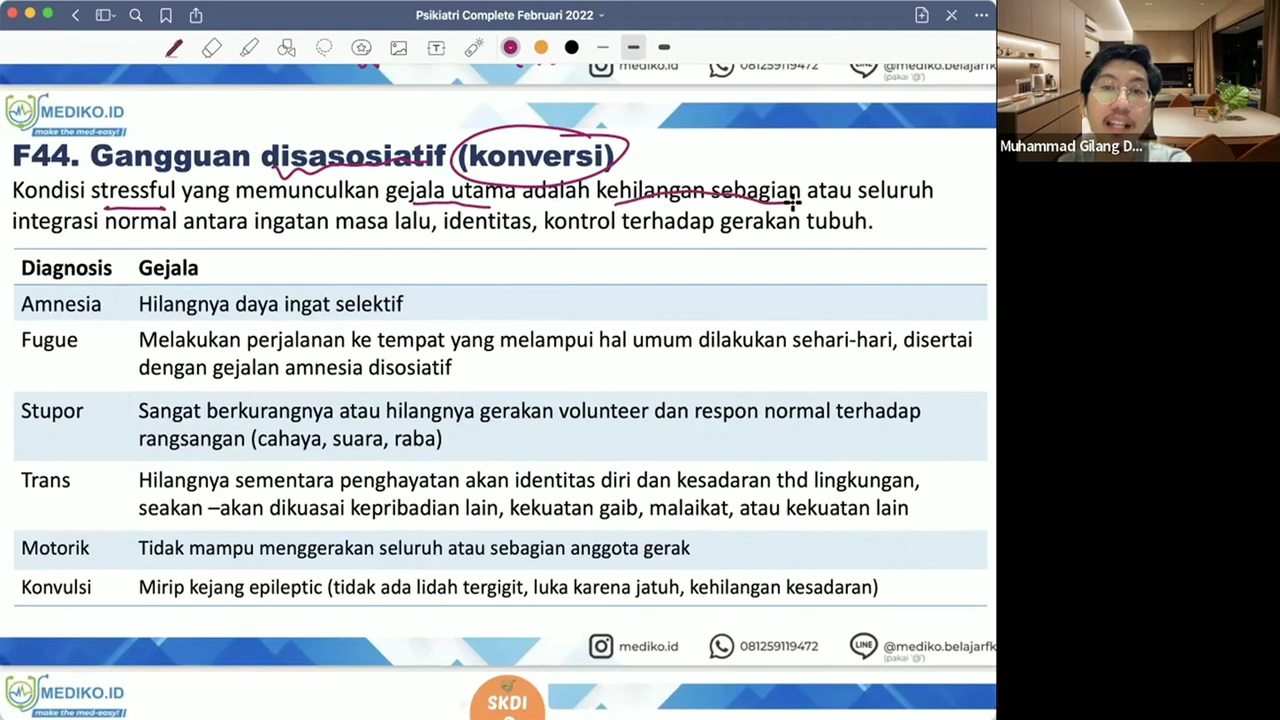 Psikiatri Complete Februari 2022
mediko.id
081259119472
@mediko.belajarfk
(pakai '@')
MEDIKO.ID
make the med-easy!
F44. Gangguan disasosiatif (konversi)
Kondisi stressful yang memunculkan gejala utama adalah kehilangan sebagian atau seluruh
integrasi normal antara ingatan masa lalu, identitas, kontrol terhadap gerakan tubuh.
Diagnosis Gejala
Amnesia Hilangnya daya ingat selektif
Fugue Melakukan perjalanan ke tempat yang melampui hal umum dilakukan sehari-hari, disertai
dengan gejalan amnesia disosiatif
Stupor Sangat berkurangnya atau hilangnya gerakan volunteer dan respon normal terhadap
rangsangan (cahaya, suara, raba)
Trans Hilangnya sementara penghayatan akan identitas diri dan kesadaran thd lingkungan,
seakan –akan dikuasai kepribadian lain, kekuatan gaib, malaikat, atau kekuatan lain
Motorik Tidak mampu menggerakan seluruh atau sebagian anggota gerak
Konvulsi Mirip kejang epileptic (tidak ada lidah tergigit, luka karena jatuh, kehilangan kesadaran)
mediko.id
081259119472
LINE
@mediko.belajarfk
(pakai '@')
MEDIKO.ID
make the med-easy!
SKDI
Muhammad Gilang D...